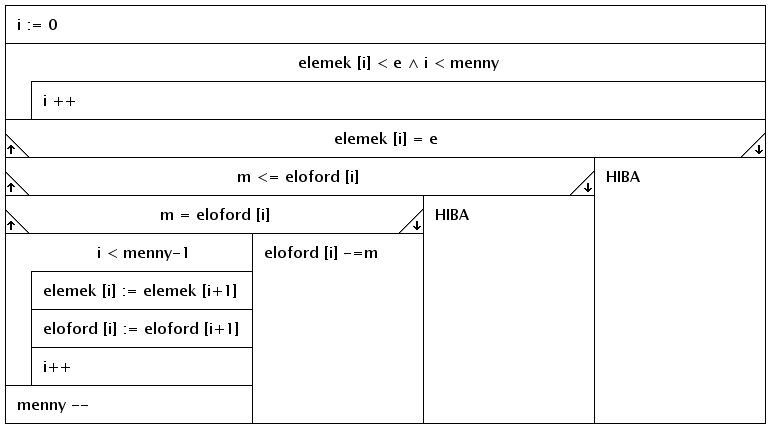 i := 0
elemek [i] < e ∧ i < menny
i ++
elemek [i] = e
m <= eloford [i]
HIBA
m = eloford [i]
HIBA
i < menny-1
eloford [i] -=m
elemek [i] := elemek [i+1]
eloford [i] := eloford [i+1]
i++
menny --